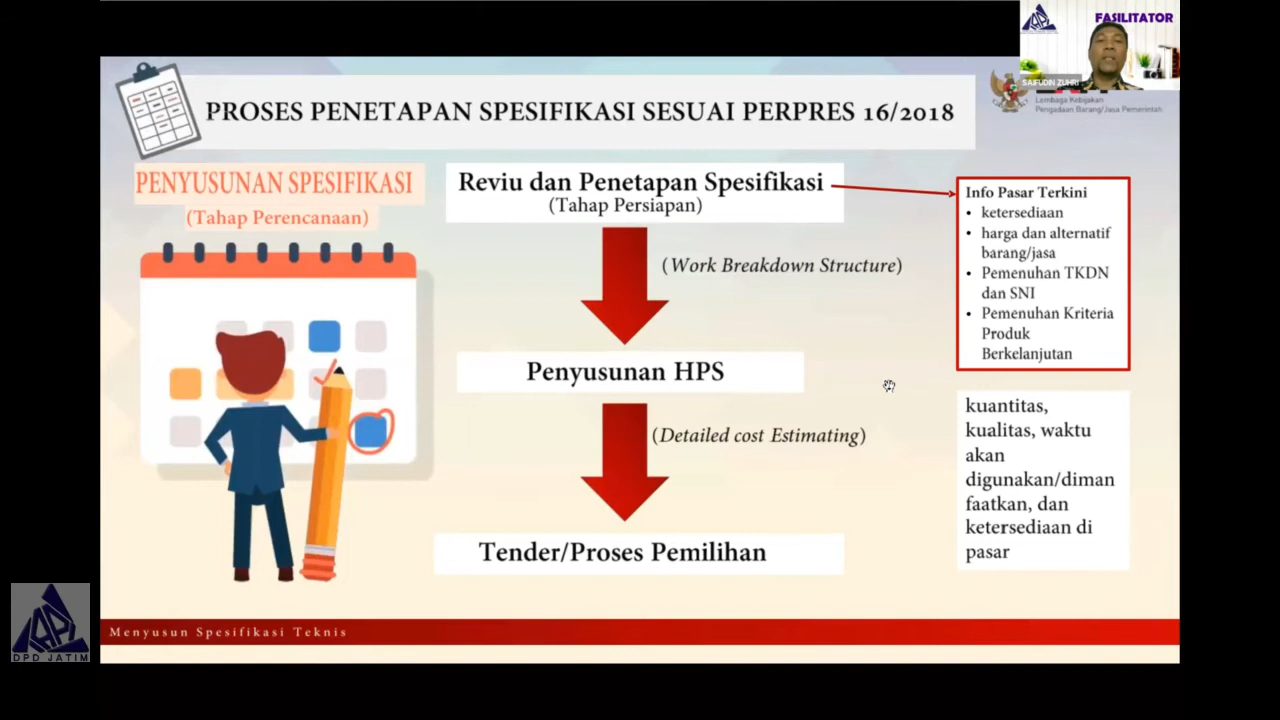 FASILITATOR
SAIFUDIN ZUHRI
Lembaga Kebijakan
Pengadaan Barang/Jasa Pemerintah
PROSES PENETAPAN SPESIFIKASI SESUAI PERPRES 16/2018
PENYUSUNAN SPESIFIKASI
(Tahap Perencanaan)
Reviu dan Penetapan Spesifikasi
(Tahap Persiapan)
(Work Breakdown Structure)
Penyusunan HPS
(Detailed cost Estimating)
Tender/Proses Pemilihan
Info Pasar Terkini
• ketersediaan
• harga dan alternatif
barang/jasa
• Pemenuhan TKDN
dan SNI
• Pemenuhan Kriteria
Produk
Berkelanjutan
kuantitas,
kualitas, waktu
akan
digunakan/diman
faatkan, dan
ketersediaan di
pasar
Menyusun Spesifikasi Teknis
DPD JATIM